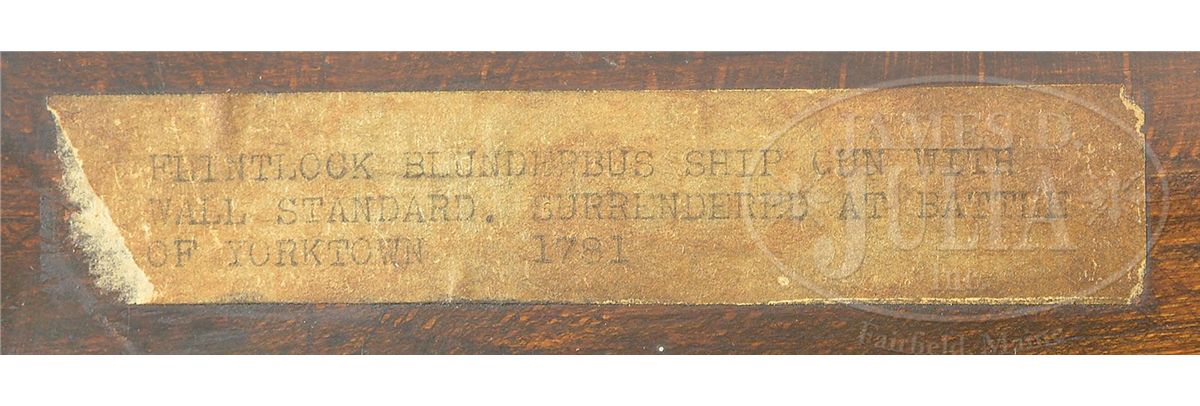 FLINTLOCK BLUNDERBUS SHIP GUN WITH
WALL STANDARD. SURRENDERED AT BATTLE
OF YORKTOWN 1781
JAMES D.
JULIA
Inc.
Fairfield, Maine